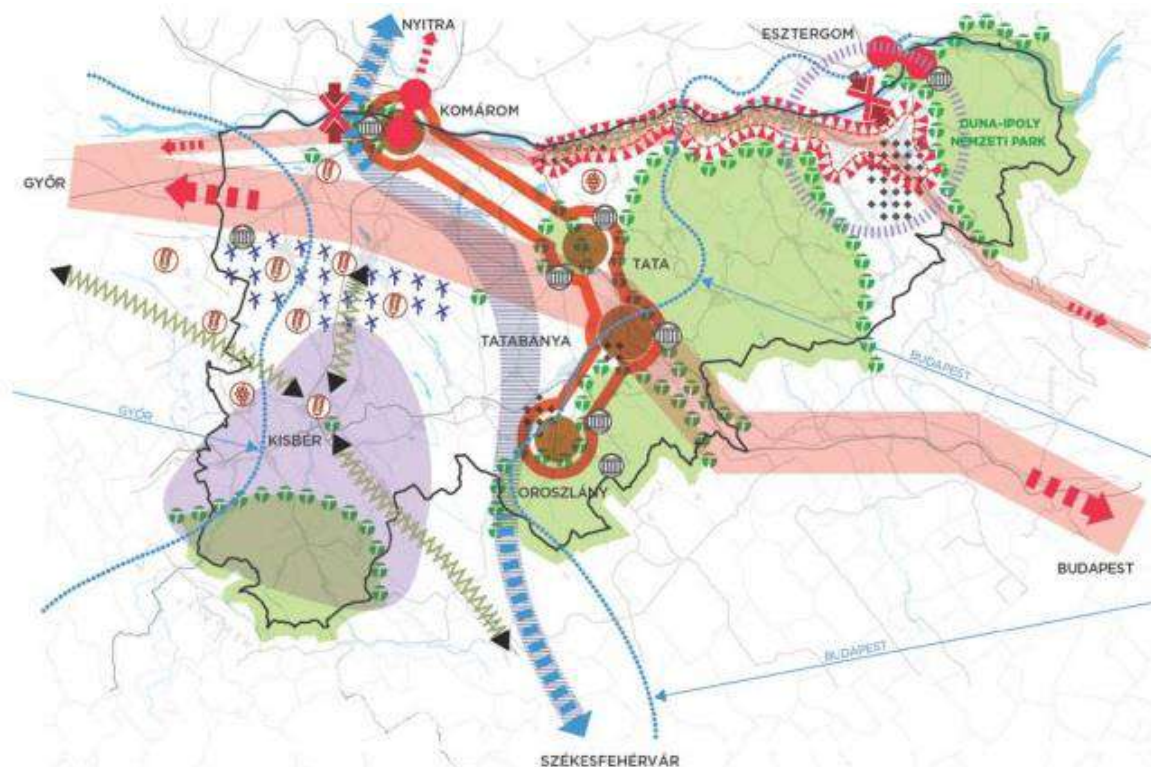 NYITRA
ESZTERGOM
KOMÁROM
DUNA-IPOLY
NEMZETI PARK
GYŐR
TATA
TATABÁNYA
BUDAPEST
GYŐR
KISBÉR
OROSZLÁNY
BUDAPEST
BUDAPEST
SZÉKESFEHÉRVÁR